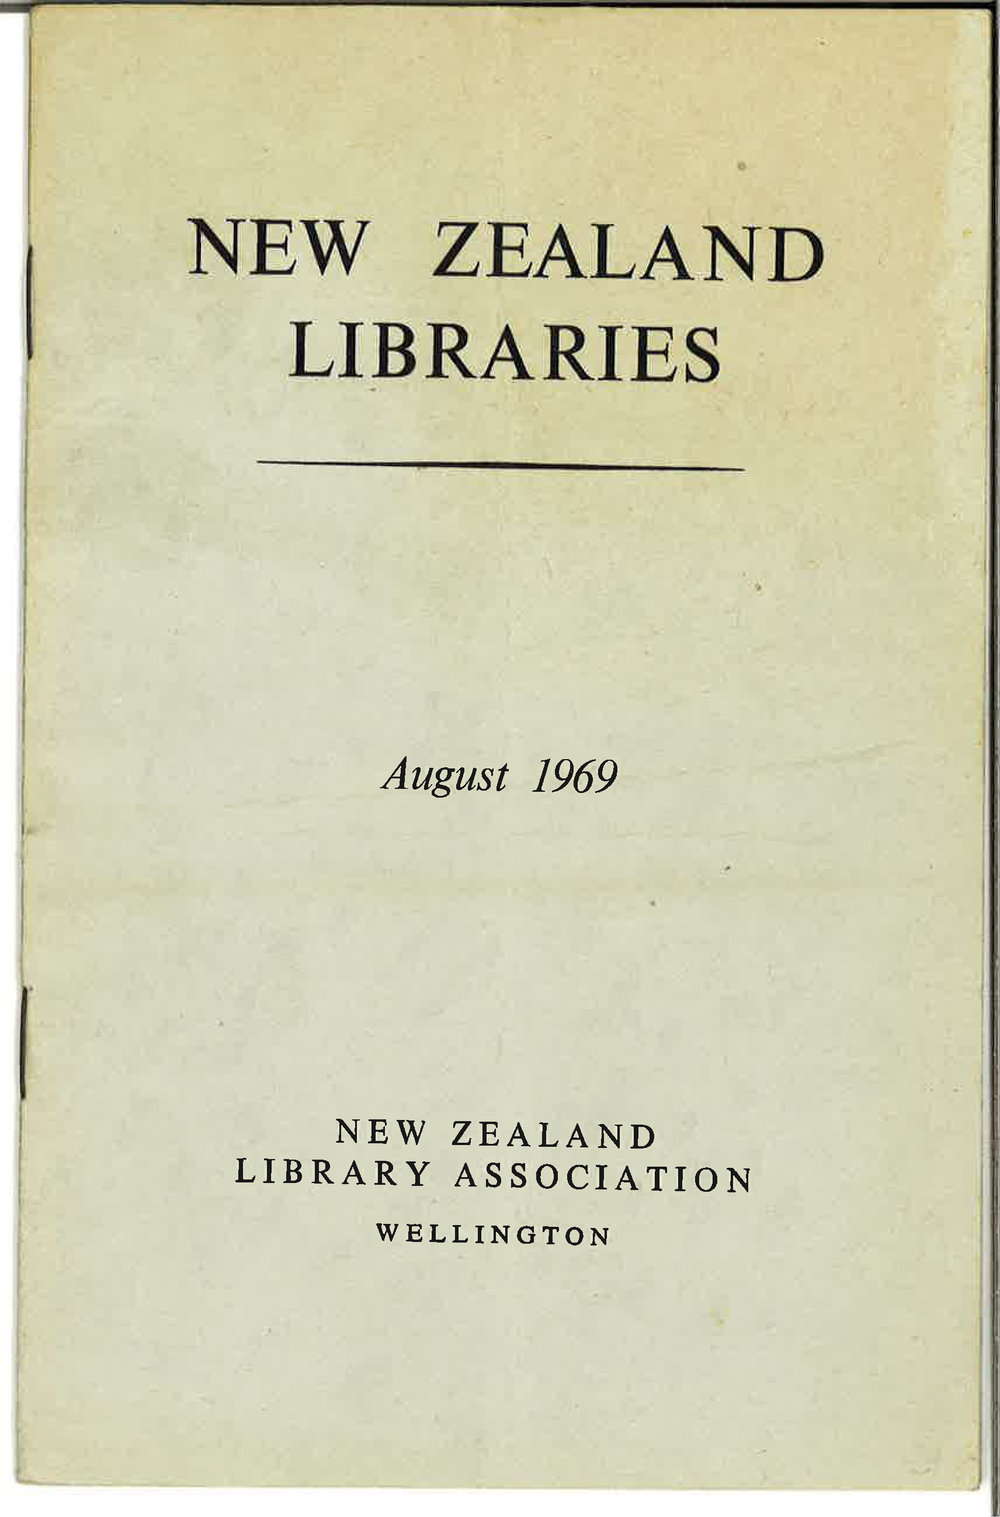 NEW ZEALAND
LIBRARIES
August 1969
NEW ZEALAND
LIBRARY ASSOCIATION
WELLINGTON